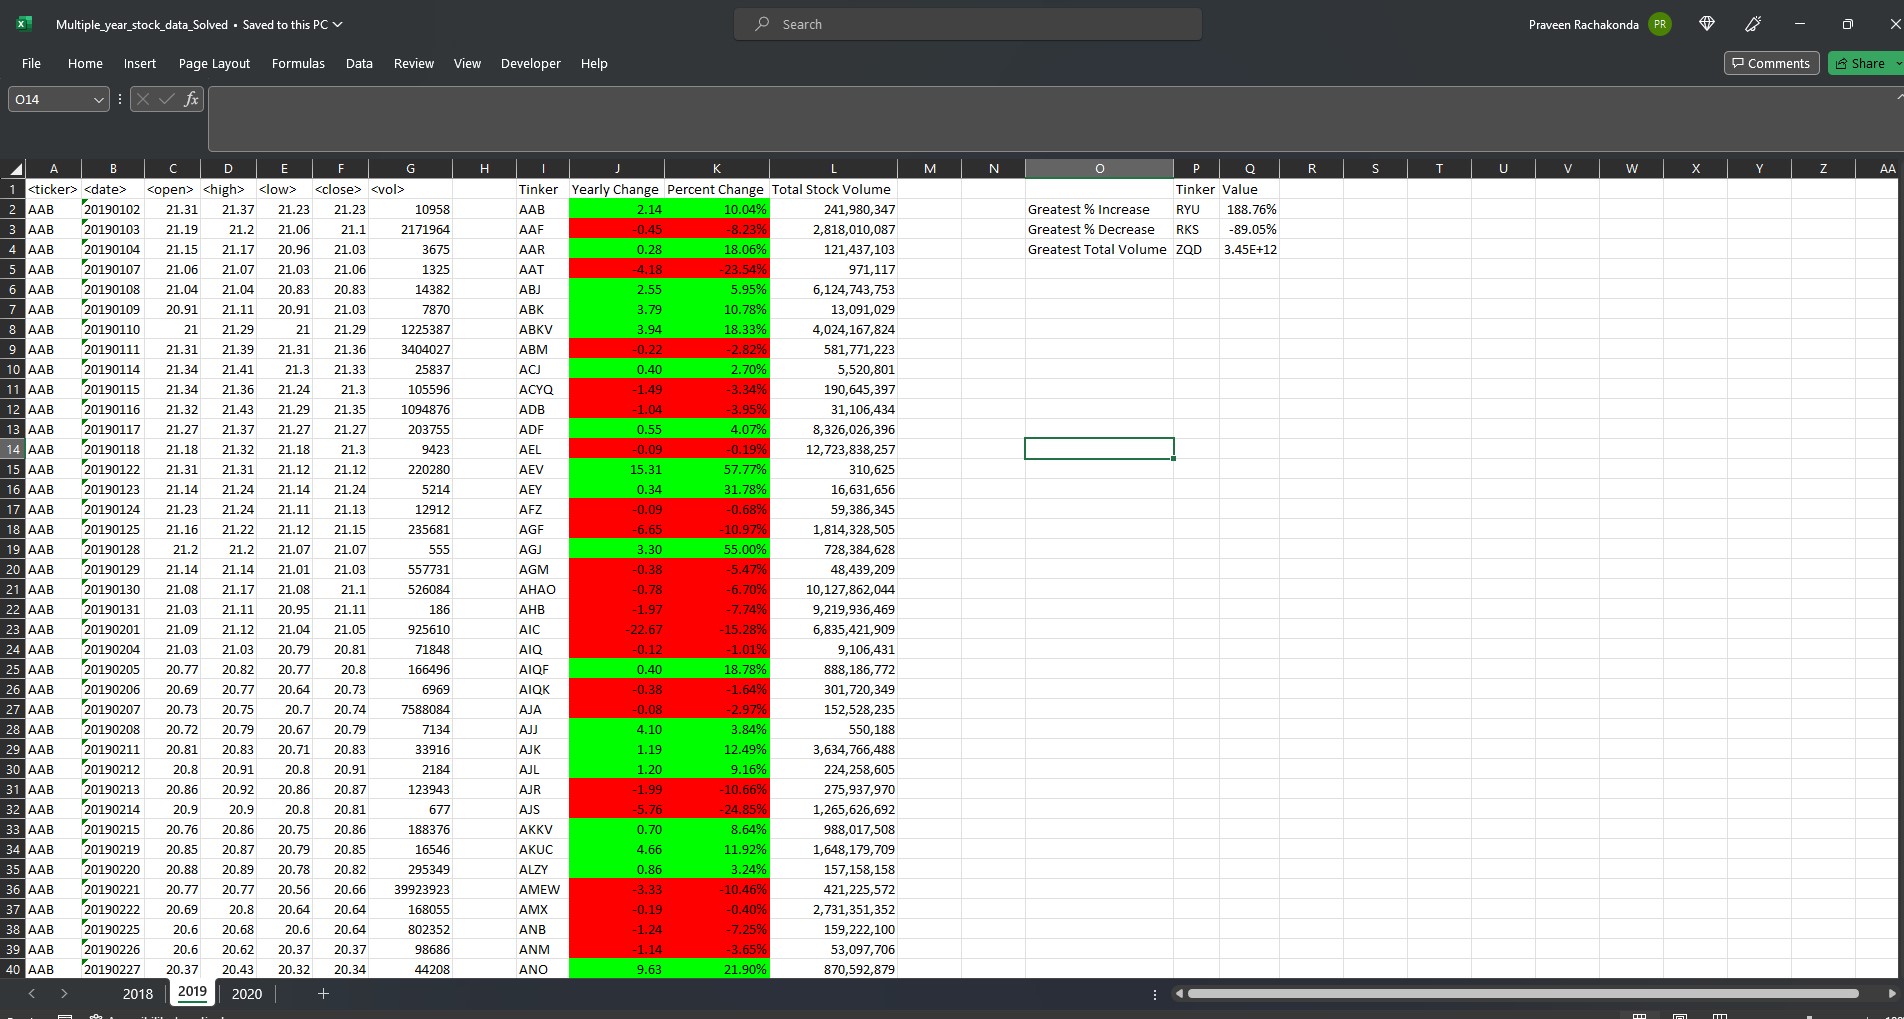 Multiple_year_stock_data_Solved • Saved to this PC
Search
Praveen Rachakonda PR
File Home Insert Page Layout Formulas Data Review View Developer Help
Comments Share
O14 fx
A B C D E F G H I J K L M N O P Q R S T U V W X Y Z AA
1 <ticker> <date> <open> <high> <low> <close> <vol> Tinker Yearly Change Percent Change Total Stock Volume Tinker Value
2 AAB 20190102 21.31 21.37 21.23 21.23 10958 AAB 2.14 10.04% 241,980,347 Greatest % Increase RYU 188.76%
3 AAB 20190103 21.19 21.2 21.06 21.1 2171964 AAF -0.45 -8.23% 2,818,010,087 Greatest % Decrease RKS -89.05%
4 AAB 20190104 21.15 21.17 20.96 21.03 3675 AAR 0.28 18.06% 121,437,103 Greatest Total Volume ZQD 3.45E+12
5 AAB 20190107 21.06 21.07 21.03 21.06 1325 AAT -4.18 -23.54% 971,117
6 AAB 20190108 21.04 21.04 20.83 20.83 14382 ABJ 2.55 5.95% 6,124,743,753
7 AAB 20190109 20.91 21.11 20.91 21.03 7870 ABK 3.79 10.78% 13,091,029
8 AAB 20190110 21 21.29 21 21.29 1225387 ABKV 3.94 18.33% 4,024,167,824
9 AAB 20190111 21.31 21.39 21.31 21.36 3404027 ABM -0.22 -2.82% 581,771,223
10 AAB 20190114 21.34 21.41 21.3 21.33 25837 ACJ 0.40 2.70% 5,520,801
11 AAB 20190115 21.34 21.36 21.24 21.3 105596 ACYQ -1.49 -3.34% 190,645,397
12 AAB 20190116 21.32 21.43 21.29 21.35 1094876 ADB -1.04 -3.95% 31,106,434
13 AAB 20190117 21.27 21.37 21.27 21.27 203755 ADF 0.55 4.07% 8,326,026,396
14 AAB 20190118 21.18 21.32 21.18 21.3 9423 AEL -0.09 -0.19% 12,723,838,257
15 AAB 20190122 21.31 21.31 21.12 21.12 220280 AEV 15.31 57.77% 310,625
16 AAB 20190123 21.14 21.24 21.14 21.24 5214 AEY 0.34 31.78% 16,631,656
17 AAB 20190124 21.23 21.24 21.11 21.13 12912 AFZ -0.09 -0.68% 59,386,345
18 AAB 20190125 21.16 21.22 21.12 21.15 235681 AGF -6.65 -10.97% 1,814,328,505
19 AAB 20190128 21.2 21.2 21.07 21.07 555 AGJ 3.30 55.00% 728,384,628
20 AAB 20190129 21.14 21.14 21.01 21.03 557731 AGM -0.38 -5.47% 48,439,209
21 AAB 20190130 21.08 21.17 21.08 21.1 526084 AHAO -0.78 -6.70% 10,127,862,044
22 AAB 20190131 21.03 21.11 20.95 21.11 186 AHB -1.97 -7.74% 9,219,936,469
23 AAB 20190201 21.09 21.12 21.04 21.05 925610 AIC -22.67 -15.28% 6,835,421,909
24 AAB 20190204 21.03 21.03 20.79 20.81 71848 AIQ -0.12 -1.01% 9,106,431
25 AAB 20190205 20.77 20.82 20.77 20.8 166496 AIQF 0.40 18.78% 888,186,772
26 AAB 20190206 20.69 20.77 20.64 20.73 6969 AIQK -0.38 -1.64% 301,720,349
27 AAB 20190207 20.73 20.75 20.7 20.74 7588084 AJA -0.08 -2.97% 152,528,235
28 AAB 20190208 20.72 20.79 20.67 20.79 7134 AJJ 4.10 3.84% 550,188
29 AAB 20190211 20.81 20.83 20.71 20.83 33916 AJK 1.19 12.49% 3,634,766,488
30 AAB 20190212 20.8 20.91 20.8 20.91 2184 AJL 1.20 9.16% 224,258,605
31 AAB 20190213 20.86 20.92 20.86 20.87 123943 AJR -1.99 -10.66% 275,937,970
32 AAB 20190214 20.9 20.9 20.8 20.81 677 AJS -5.76 -24.85% 1,265,626,692
33 AAB 20190215 20.76 20.86 20.75 20.86 188376 AKKV 0.70 8.64% 988,017,508
34 AAB 20190219 20.85 20.87 20.79 20.85 16546 AKUC 4.66 11.92% 1,648,179,709
35 AAB 20190220 20.88 20.89 20.78 20.82 295349 ALZY 0.86 3.24% 157,158,158
36 AAB 20190221 20.77 20.77 20.56 20.66 39923923 AMEW -3.33 -10.46% 421,225,572
37 AAB 20190222 20.69 20.8 20.64 20.64 168055 AMX -0.19 -0.40% 2,731,351,352
38 AAB 20190225 20.6 20.68 20.6 20.64 802352 ANB -1.24 -7.25% 159,222,100
39 AAB 20190226 20.6 20.62 20.37 20.37 98686 ANM -1.14 -3.65% 53,097,706
40 AAB 20190227 20.37 20.43 20.32 20.34 44208 ANO 9.63 21.90% 870,592,879
2018 2019 2020